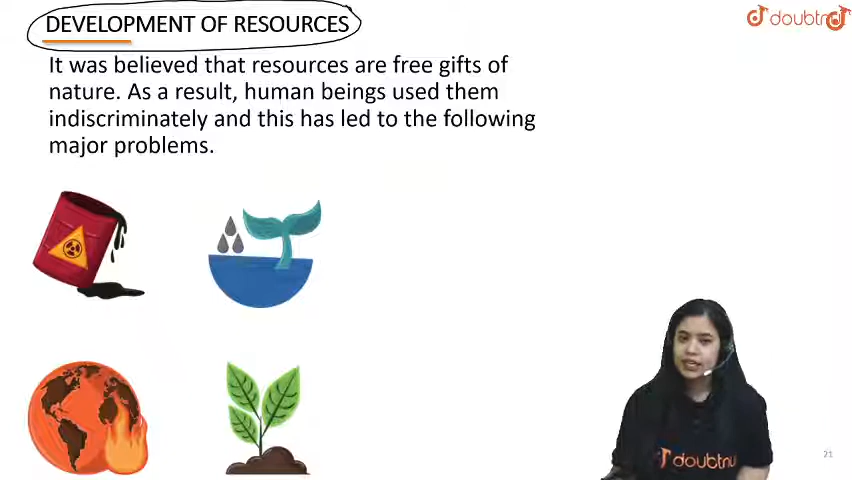 DEVELOPMENT OF RESOURCES
doubtnut
It was believed that resources are free gifts of
nature. As a result, human beings used them
indiscriminately and this has led to the following
major problems.
doubtnut
21